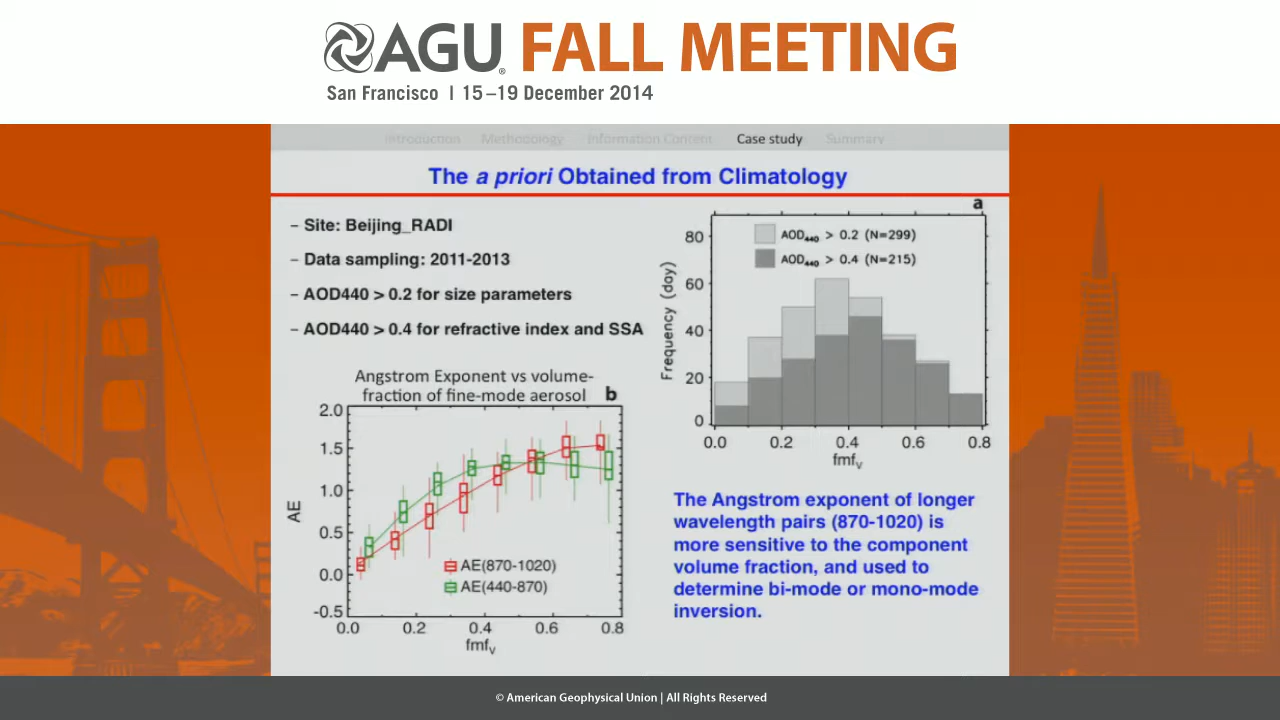 AGU FALL MEETING
San Francisco | 15–19 December 2014
Introduction Methodology Information Content Case study Summary
The a priori Obtained from Climatology
– Site: Beijing_RADI
– Data sampling: 2011-2013
– AOD440 > 0.2 for size parameters
– AOD440 > 0.4 for refractive index and SSA
Angstrom Exponent vs volume-
fraction of fine-mode aerosol
b
2.0
1.5
1.0
0.5
0.0
-0.5
AE
AE(870-1020)
AE(440-870)
0.0 0.2 0.4 0.6 0.8
fmfv
a
AOD440 > 0.2 (N=299)
AOD440 > 0.4 (N=215)
80
60
40
20
0
Frequency (day)
0.0 0.2 0.4 0.6 0.8
fmfv
The Angstrom exponent of longer
wavelength pairs (870-1020) is
more sensitive to the component
volume fraction, and used to
determine bi-mode or mono-mode
inversion.
© American Geophysical Union | All Rights Reserved